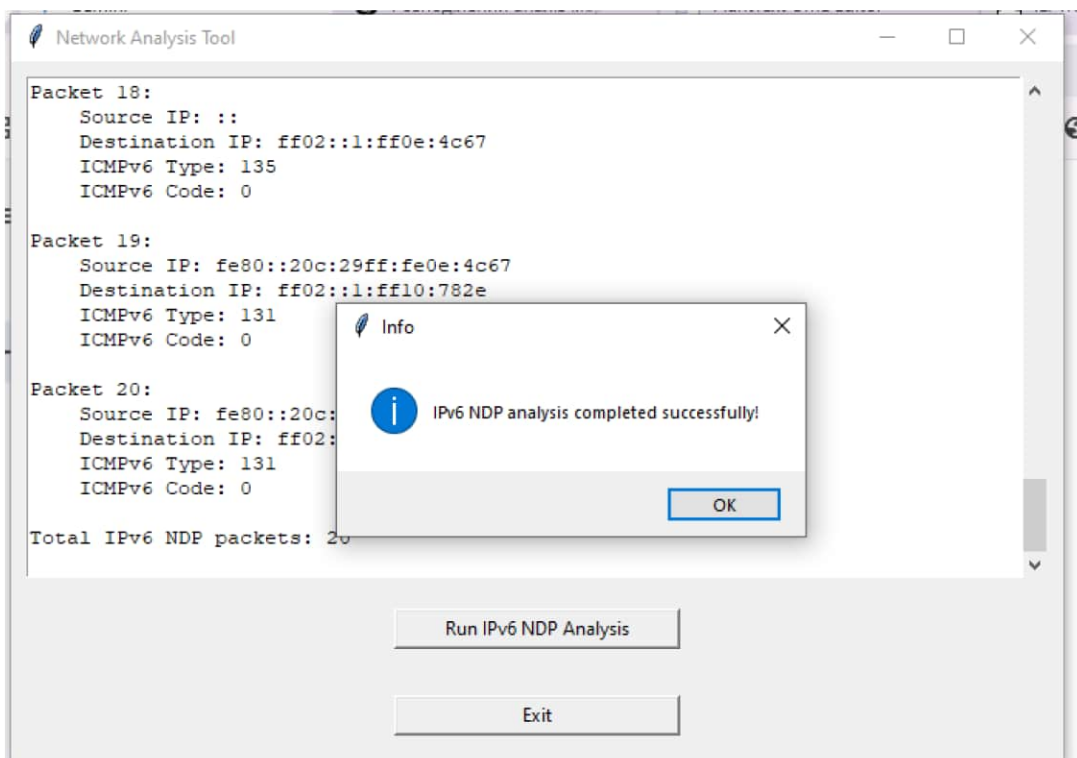 Network Analysis Tool
Packet 18:
Source IP: ::
Destination IP: ff02::1:ff0e:4c67
ICMPv6 Type: 135
ICMPv6 Code: 0
Packet 19:
Source IP: fe80::20c:29ff:fe0e:4c67
Destination IP: ff02::1:ff10:782e
ICMPv6 Type: 131
ICMPv6 Code: 0
Packet 20:
Source IP: fe80::20c:
Destination IP: ff02:
ICMPv6 Type: 131
ICMPv6 Code: 0
Total IPv6 NDP packets: 20
Info
IPv6 NDP analysis completed successfully!
OK
Run IPv6 NDP Analysis
Exit